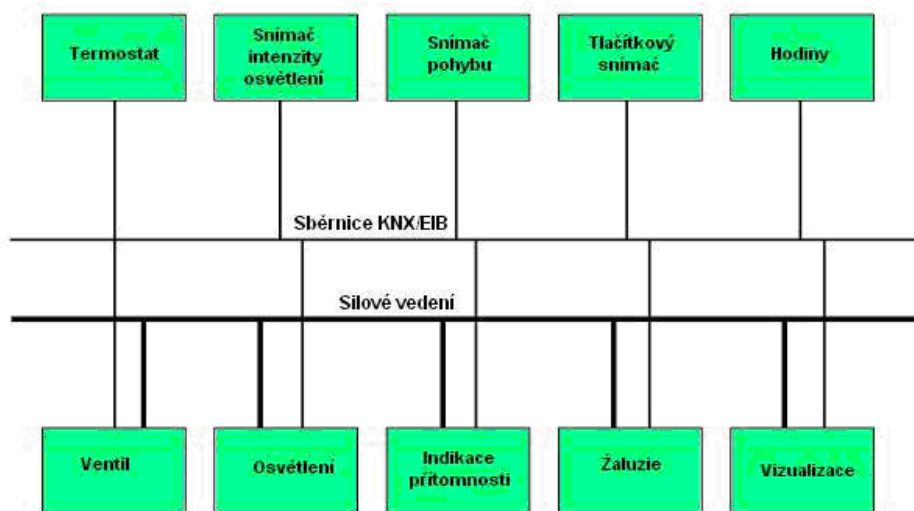 Termostat
Snímač
intenzity
osvětlení
Snímač
pohybu
Tlačítkový
snímač
Hodiny
Sběrnice KNX/EIB
Silové vedení
Ventil
Osvětlení
Indikace
přítomnosti
Žaluzie
Vizualizace